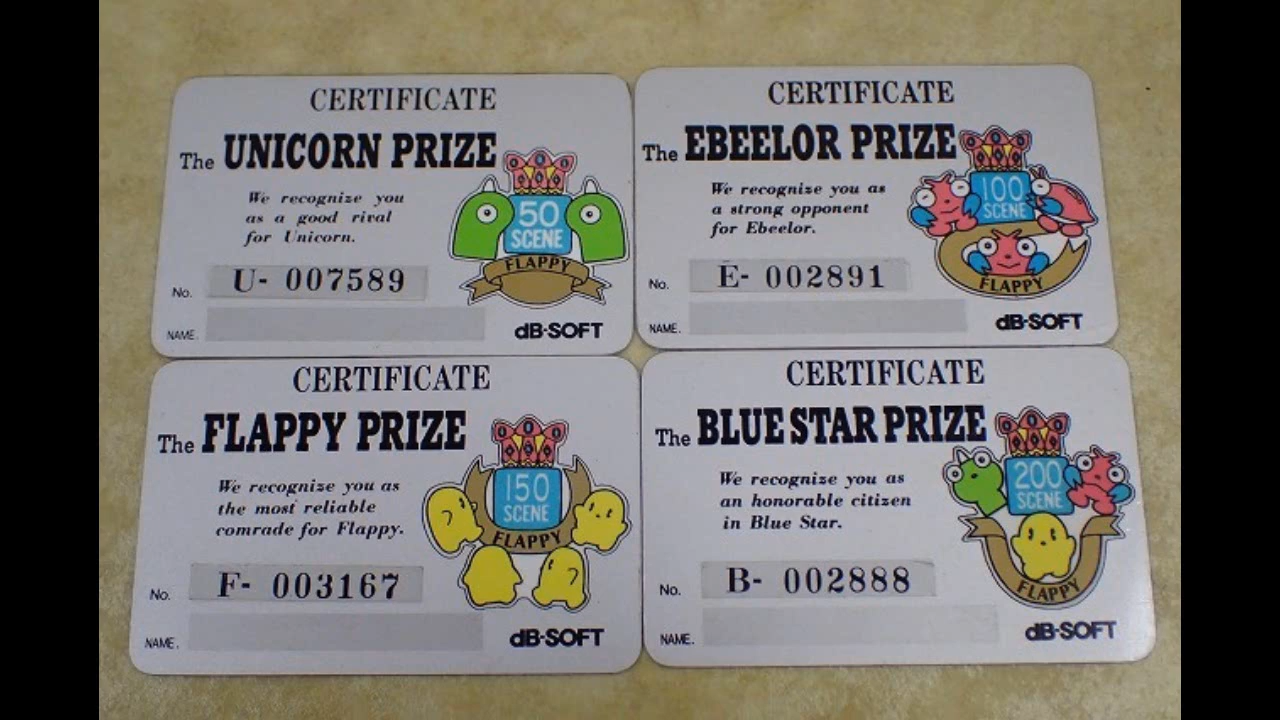 CERTIFICATE
The UNICORN PRIZE
We recognize you
as a good rival
for Unicorn.
50
SCENE
FLAPPY
No. U- 007589
NAME.
dB-SOFT
CERTIFICATE
The EBEELOR PRIZE
We recognize you as
a strong opponent
for Ebeelor.
100
SCENE
FLAPPY
No. E- 002891
NAME.
dB-SOFT
CERTIFICATE
The FLAPPY PRIZE
We recognize you as
the most reliable
comrade for Flappy.
150
SCENE
FLAPPY
No. F- 003167
NAME.
dB-SOFT
CERTIFICATE
The BLUE STAR PRIZE
We recognize you as
an honorable citizen
in Blue Star.
200
SCENE
FLAPPY
No. B- 002888
NAME.
dB-SOFT